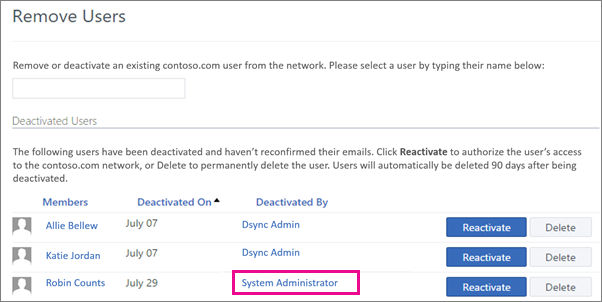 Remove Users
Remove or deactivate an existing contoso.com user from the network. Please select a user by typing their name below:
Deactivated Users
The following users have been deactivated and haven't reconfirmed their emails. Click Reactivate to authorize the user's access
to the contoso.com network, or Delete to permanently delete the user. Users will automatically be deleted 90 days after being
deactivated.
Members Deactivated On Deactivated By
Allie Bellew July 07 Dsync Admin Reactivate Delete
Katie Jordan July 07 Dsync Admin Reactivate Delete
Robin Counts July 29 System Administrator Reactivate Delete